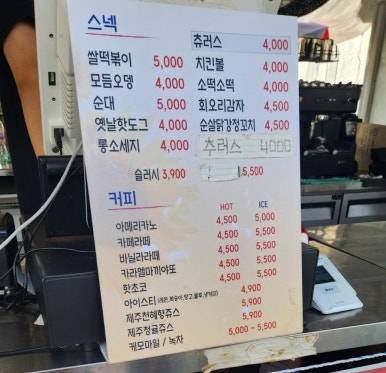 스넥
쌀떡볶이 5,000
모듬오뎅 4,000
순대 5,000
옛날핫도그 4,000
롱소세지 4,000
츄러스 4,000
치킨볼 4,000
소떡소떡 4,000
회오리감자 4,500
순살닭강정꼬치 4,500
추러스 4000
슬러시 3,900
5,500
커피
HOT ICE
아메리카노 4,500 5,000
카페라떼 4,500 5,500
바닐라라떼 4,500 5,500
카라멜마끼아또 4,500 5,500
핫초코 4,900
아이스티 5,900
제주천혜향쥬스 5,900
제주청귤쥬스 5,000 – 5,500
케모마일 / 녹차